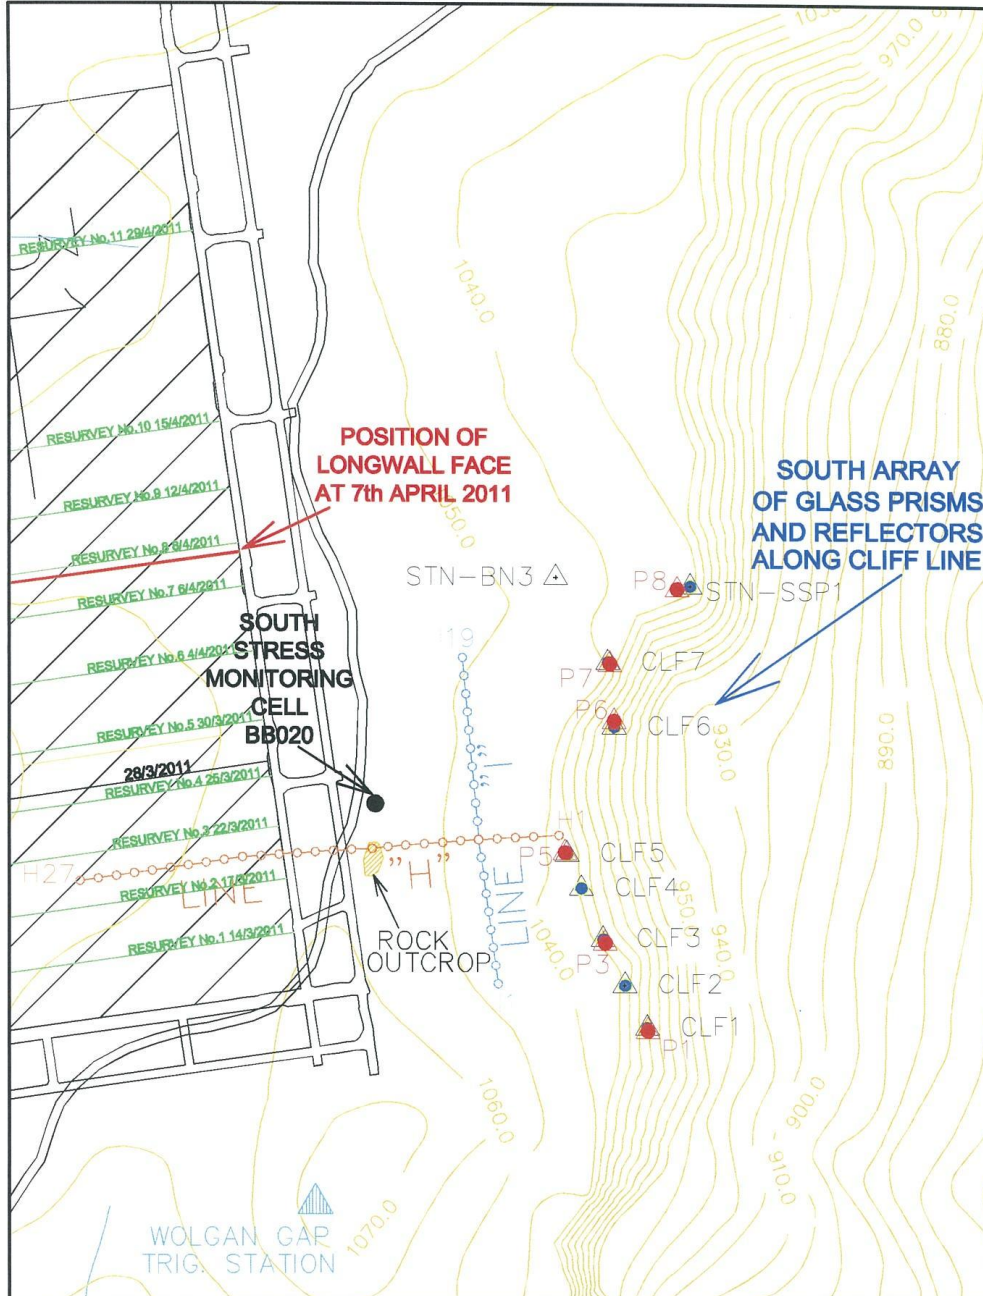 1050.0
970.0
RESURVEY No.11 29/4/2011
1040.0
880.0
RESURVEY No.10 15/4/2011
POSITION OF
LONGWALL FACE
AT 7th APRIL 2011
SOUTH ARRAY
OF GLASS PRISMS
AND REFLECTORS
ALONG CLIFF LINE
RESURVEY No.9 12/4/2011
1050.0
RESURVEY No.8 8/4/2011
STN-BN3
P8
STN-SSP1
RESURVEY No.7 6/4/2011
SOUTH
STRESS
MONITORING
CELL
BB020
RESURVEY No.6 4/4/2011
I19
P7
CLF7
P6
CLF6
RESURVEY No.5 30/3/2011
930.0
890.0
28/3/2011
RESURVEY No.4 25/3/2011
"I"
LINE
RESURVEY No.3 22/3/2011
H1
P5
CLF5
H27
LINE
"H"
RESURVEY No.2 17/3/2011
CLF4
950.
RESURVEY No.1 14/3/2011
ROCK
OUTCROP
1040.0
CLF3
P3
940.0
CLF2
CLF1
P1
1060.0
900.0
910.0
WOLGAN GAP
TRIG. STATION
1070.0